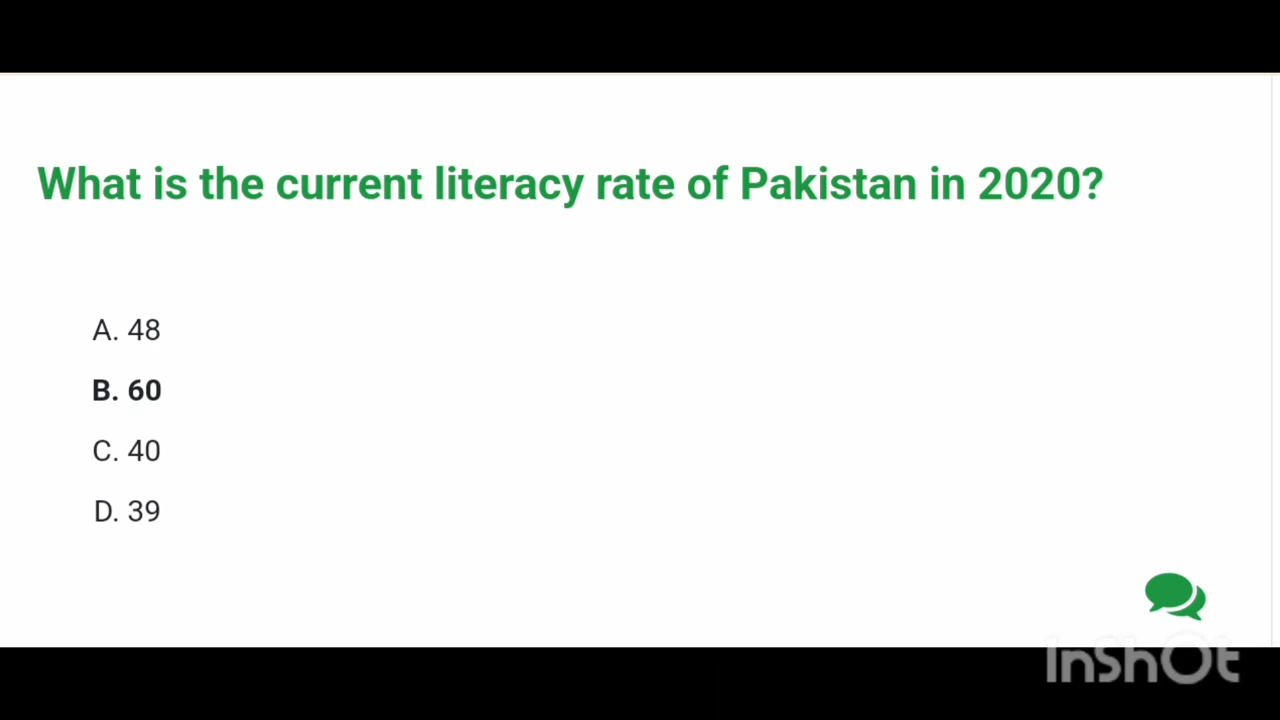 What is the current literacy rate of Pakistan in 2020?
A. 48
B. 60
C. 40
D. 39
InShOt